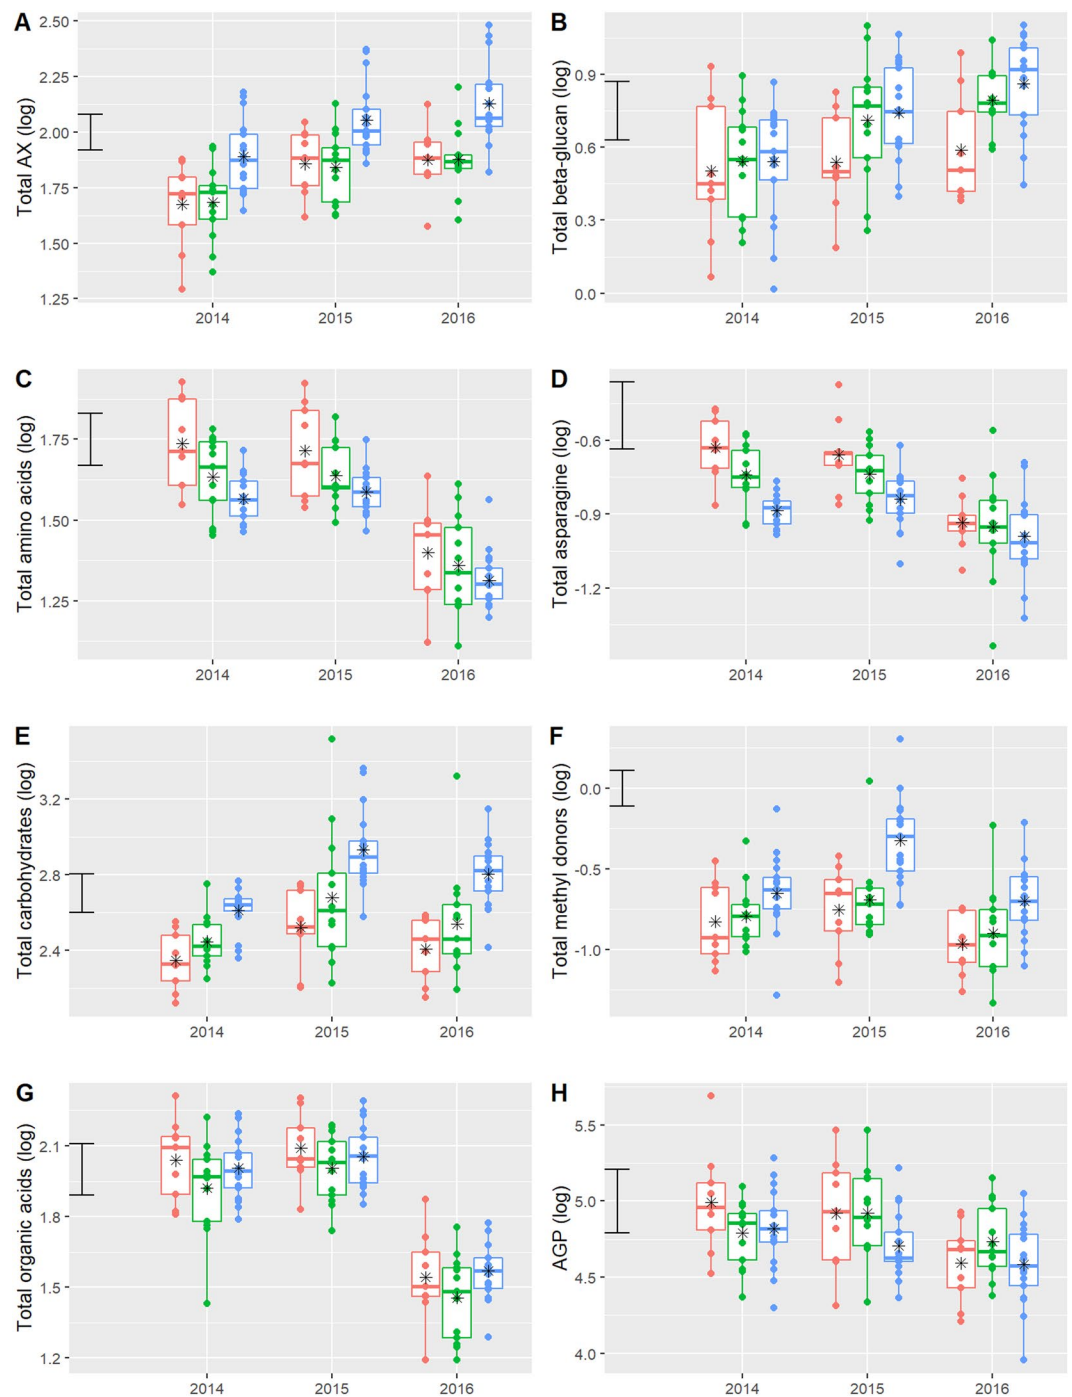 A
Total AX (log)
2.50
2.25
2.00
1.75
1.50
1.25
2014 2015 2016
B
Total beta-glucan (log)
0.9
0.6
0.3
0.0
2014 2015 2016
C
Total amino acids (log)
1.75
1.50
1.25
2014 2015 2016
D
Total asparagine (log)
-0.6
-0.9
-1.2
2014 2015 2016
E
Total carbohydrates (log)
3.2
2.8
2.4
2014 2015 2016
F
Total methyl donors (log)
0.0
-0.5
-1.0
2014 2015 2016
G
Total organic acids (log)
2.1
1.8
1.5
1.2
2014 2015 2016
H
AGP (log)
5.5
5.0
4.5
4.0
2014 2015 2016